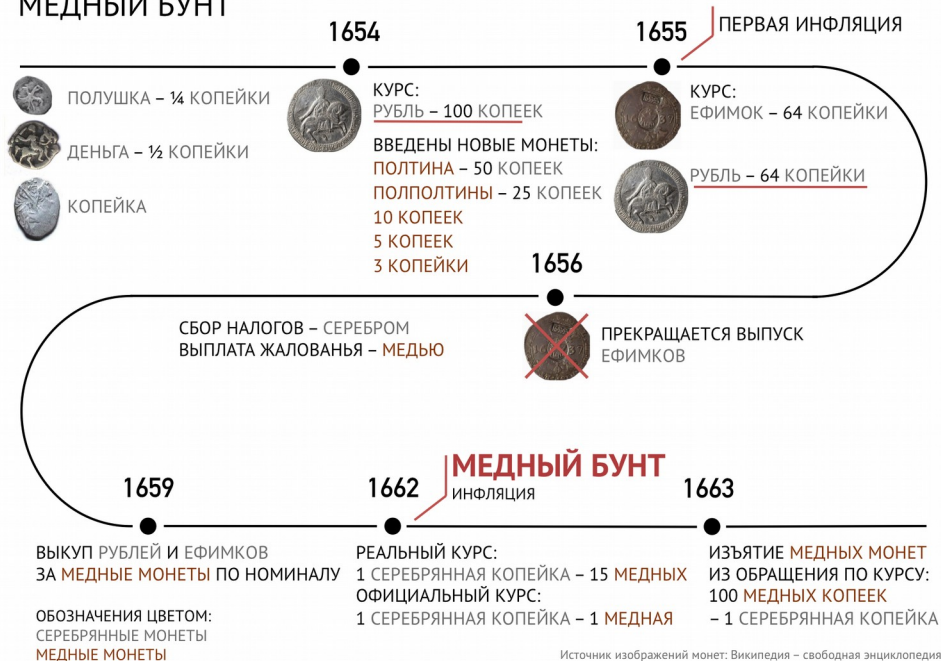 МЕДНЫЙ БУНТ
1654
1655
ПЕРВАЯ ИНФЛЯЦИЯ
ПОЛУШКА – ¼ КОПЕЙКИ
ДЕНЬГА – ½ КОПЕЙКИ
КОПЕЙКА
КУРС:
РУБЛЬ – 100 КОПЕЕК
ВВЕДЕНЫ НОВЫЕ МОНЕТЫ:
ПОЛТИНА – 50 КОПЕЕК
ПОЛПОЛТИНЫ – 25 КОПЕЕК
10 КОПЕЕК
5 КОПЕЕК
3 КОПЕЙКИ
КУРС:
ЕФИМОК – 64 КОПЕЙКИ
РУБЛЬ – 64 КОПЕЙКИ
1656
СБОР НАЛОГОВ – СЕРЕБРОМ
ВЫПЛАТА ЖАЛОВАНЬЯ – МЕДЬЮ
ПРЕКРАЩАЕТСЯ ВЫПУСК
ЕФИМКОВ
МЕДНЫЙ БУНТ
ИНФЛЯЦИЯ
1659
1662
1663
ВЫКУП РУБЛЕЙ И ЕФИМКОВ
ЗА МЕДНЫЕ МОНЕТЫ ПО НОМИНАЛУ
ОБОЗНАЧЕНИЯ ЦВЕТОМ:
СЕРЕБРЯННЫЕ МОНЕТЫ
МЕДНЫЕ МОНЕТЫ
РЕАЛЬНЫЙ КУРС:
1 СЕРЕБРЯННАЯ КОПЕЙКА – 15 МЕДНЫХ
ОФИЦИАЛЬНЫЙ КУРС:
1 СЕРЕБРЯННАЯ КОПЕЙКА – 1 МЕДНАЯ
ИЗЪЯТИЕ МЕДНЫХ МОНЕТ
ИЗ ОБРАЩЕНИЯ ПО КУРСУ:
100 МЕДНЫХ КОПЕЕК
– 1 СЕРЕБРЯННАЯ КОПЕЙКА
Источник изображений монет: Википедия – свободная энциклопедия